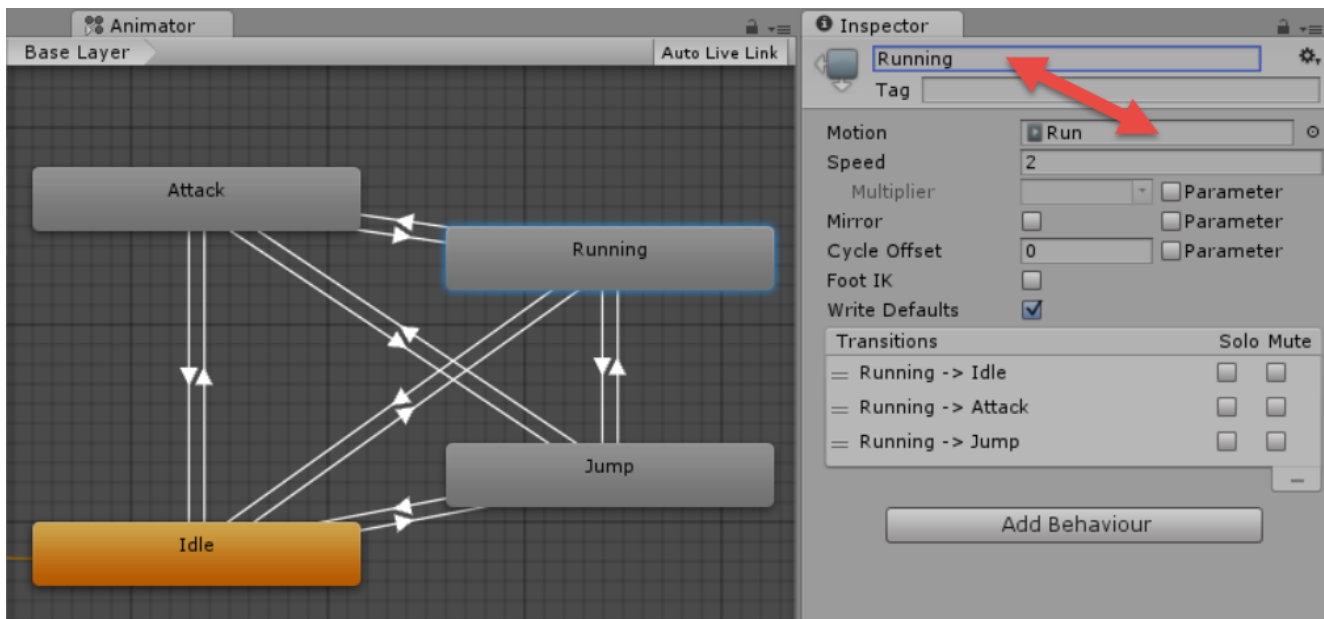 Animator
Base Layer
Auto Live Link
Attack
Running
Jump
Idle
Inspector
Running
Tag
Motion Run
Speed 2
Multiplier Parameter
Mirror Parameter
Cycle Offset 0 Parameter
Foot IK
Write Defaults
Transitions Solo Mute
= Running -> Idle
= Running -> Attack
= Running -> Jump
Add Behaviour